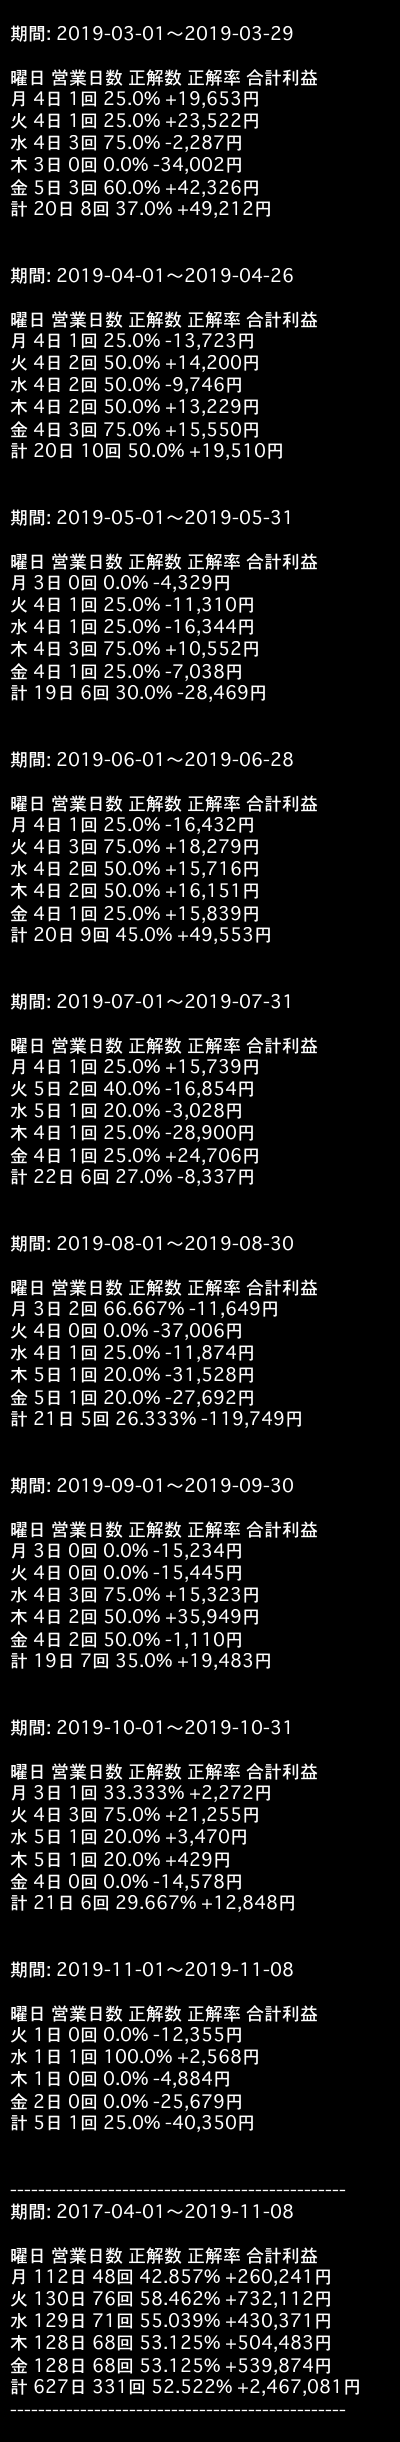 期間: 2019-03-01〜2019-03-29
曜日 営業日数 正解数 正解率 合計利益
月 4日 1回 25.0% +19,653円
火 4日 1回 25.0% +23,522円
水 4日 3回 75.0% -2,287円
木 3日 0回 0.0% -34,002円
金 5日 3回 60.0% +42,326円
計 20日 8回 37.0% +49,212円
期間: 2019-04-01〜2019-04-26
曜日 営業日数 正解数 正解率 合計利益
月 4日 1回 25.0% -13,723円
火 4日 2回 50.0% +14,200円
水 4日 2回 50.0% -9,746円
木 4日 2回 50.0% +13,229円
金 4日 3回 75.0% +15,550円
計 20日 10回 50.0% +19,510円
期間: 2019-05-01〜2019-05-31
曜日 営業日数 正解数 正解率 合計利益
月 3日 0回 0.0% -4,329円
火 4日 1回 25.0% -11,310円
水 4日 1回 25.0% -16,344円
木 4日 3回 75.0% +10,552円
金 4日 1回 25.0% -7,038円
計 19日 6回 30.0% -28,469円
期間: 2019-06-01〜2019-06-28
曜日 営業日数 正解数 正解率 合計利益
月 4日 1回 25.0% -16,432円
火 4日 3回 75.0% +18,279円
水 4日 2回 50.0% +15,716円
木 4日 2回 50.0% +16,151円
金 4日 1回 25.0% +15,839円
計 20日 9回 45.0% +49,553円
期間: 2019-07-01〜2019-07-31
曜日 営業日数 正解数 正解率 合計利益
月 4日 1回 25.0% +15,739円
火 5日 2回 40.0% -16,854円
水 5日 1回 20.0% -3,028円
木 4日 1回 25.0% -28,900円
金 4日 1回 25.0% +24,706円
計 22日 6回 27.0% -8,337円
期間: 2019-08-01〜2019-08-30
曜日 営業日数 正解数 正解率 合計利益
月 3日 2回 66.667% -11,649円
火 4日 0回 0.0% -37,006円
水 4日 1回 25.0% -11,874円
木 5日 1回 20.0% -31,528円
金 5日 1回 20.0% -27,692円
計 21日 5回 26.333% -119,749円
期間: 2019-09-01〜2019-09-30
曜日 営業日数 正解数 正解率 合計利益
月 3日 0回 0.0% -15,234円
火 4日 0回 0.0% -15,445円
水 4日 3回 75.0% +15,323円
木 4日 2回 50.0% +35,949円
金 4日 2回 50.0% -1,110円
計 19日 7回 35.0% +19,483円
期間: 2019-10-01〜2019-10-31
曜日 営業日数 正解数 正解率 合計利益
月 3日 1回 33.333% +2,272円
火 4日 3回 75.0% +21,255円
水 5日 1回 20.0% +3,470円
木 5日 1回 20.0% +429円
金 4日 0回 0.0% -14,578円
計 21日 6回 29.667% +12,848円
期間: 2019-11-01〜2019-11-08
曜日 営業日数 正解数 正解率 合計利益
火 1日 0回 0.0% -12,355円
水 1日 1回 100.0% +2,568円
木 1日 0回 0.0% -4,884円
金 2日 0回 0.0% -25,679円
計 5日 1回 25.0% -40,350円
------------------------------------------------
期間: 2017-04-01〜2019-11-08
曜日 営業日数 正解数 正解率 合計利益
月 112日 48回 42.857% +260,241円
火 130日 76回 58.462% +732,112円
水 129日 71回 55.039% +430,371円
木 128日 68回 53.125% +504,483円
金 128日 68回 53.125% +539,874円
計 627日 331回 52.522% +2,467,081円
------------------------------------------------